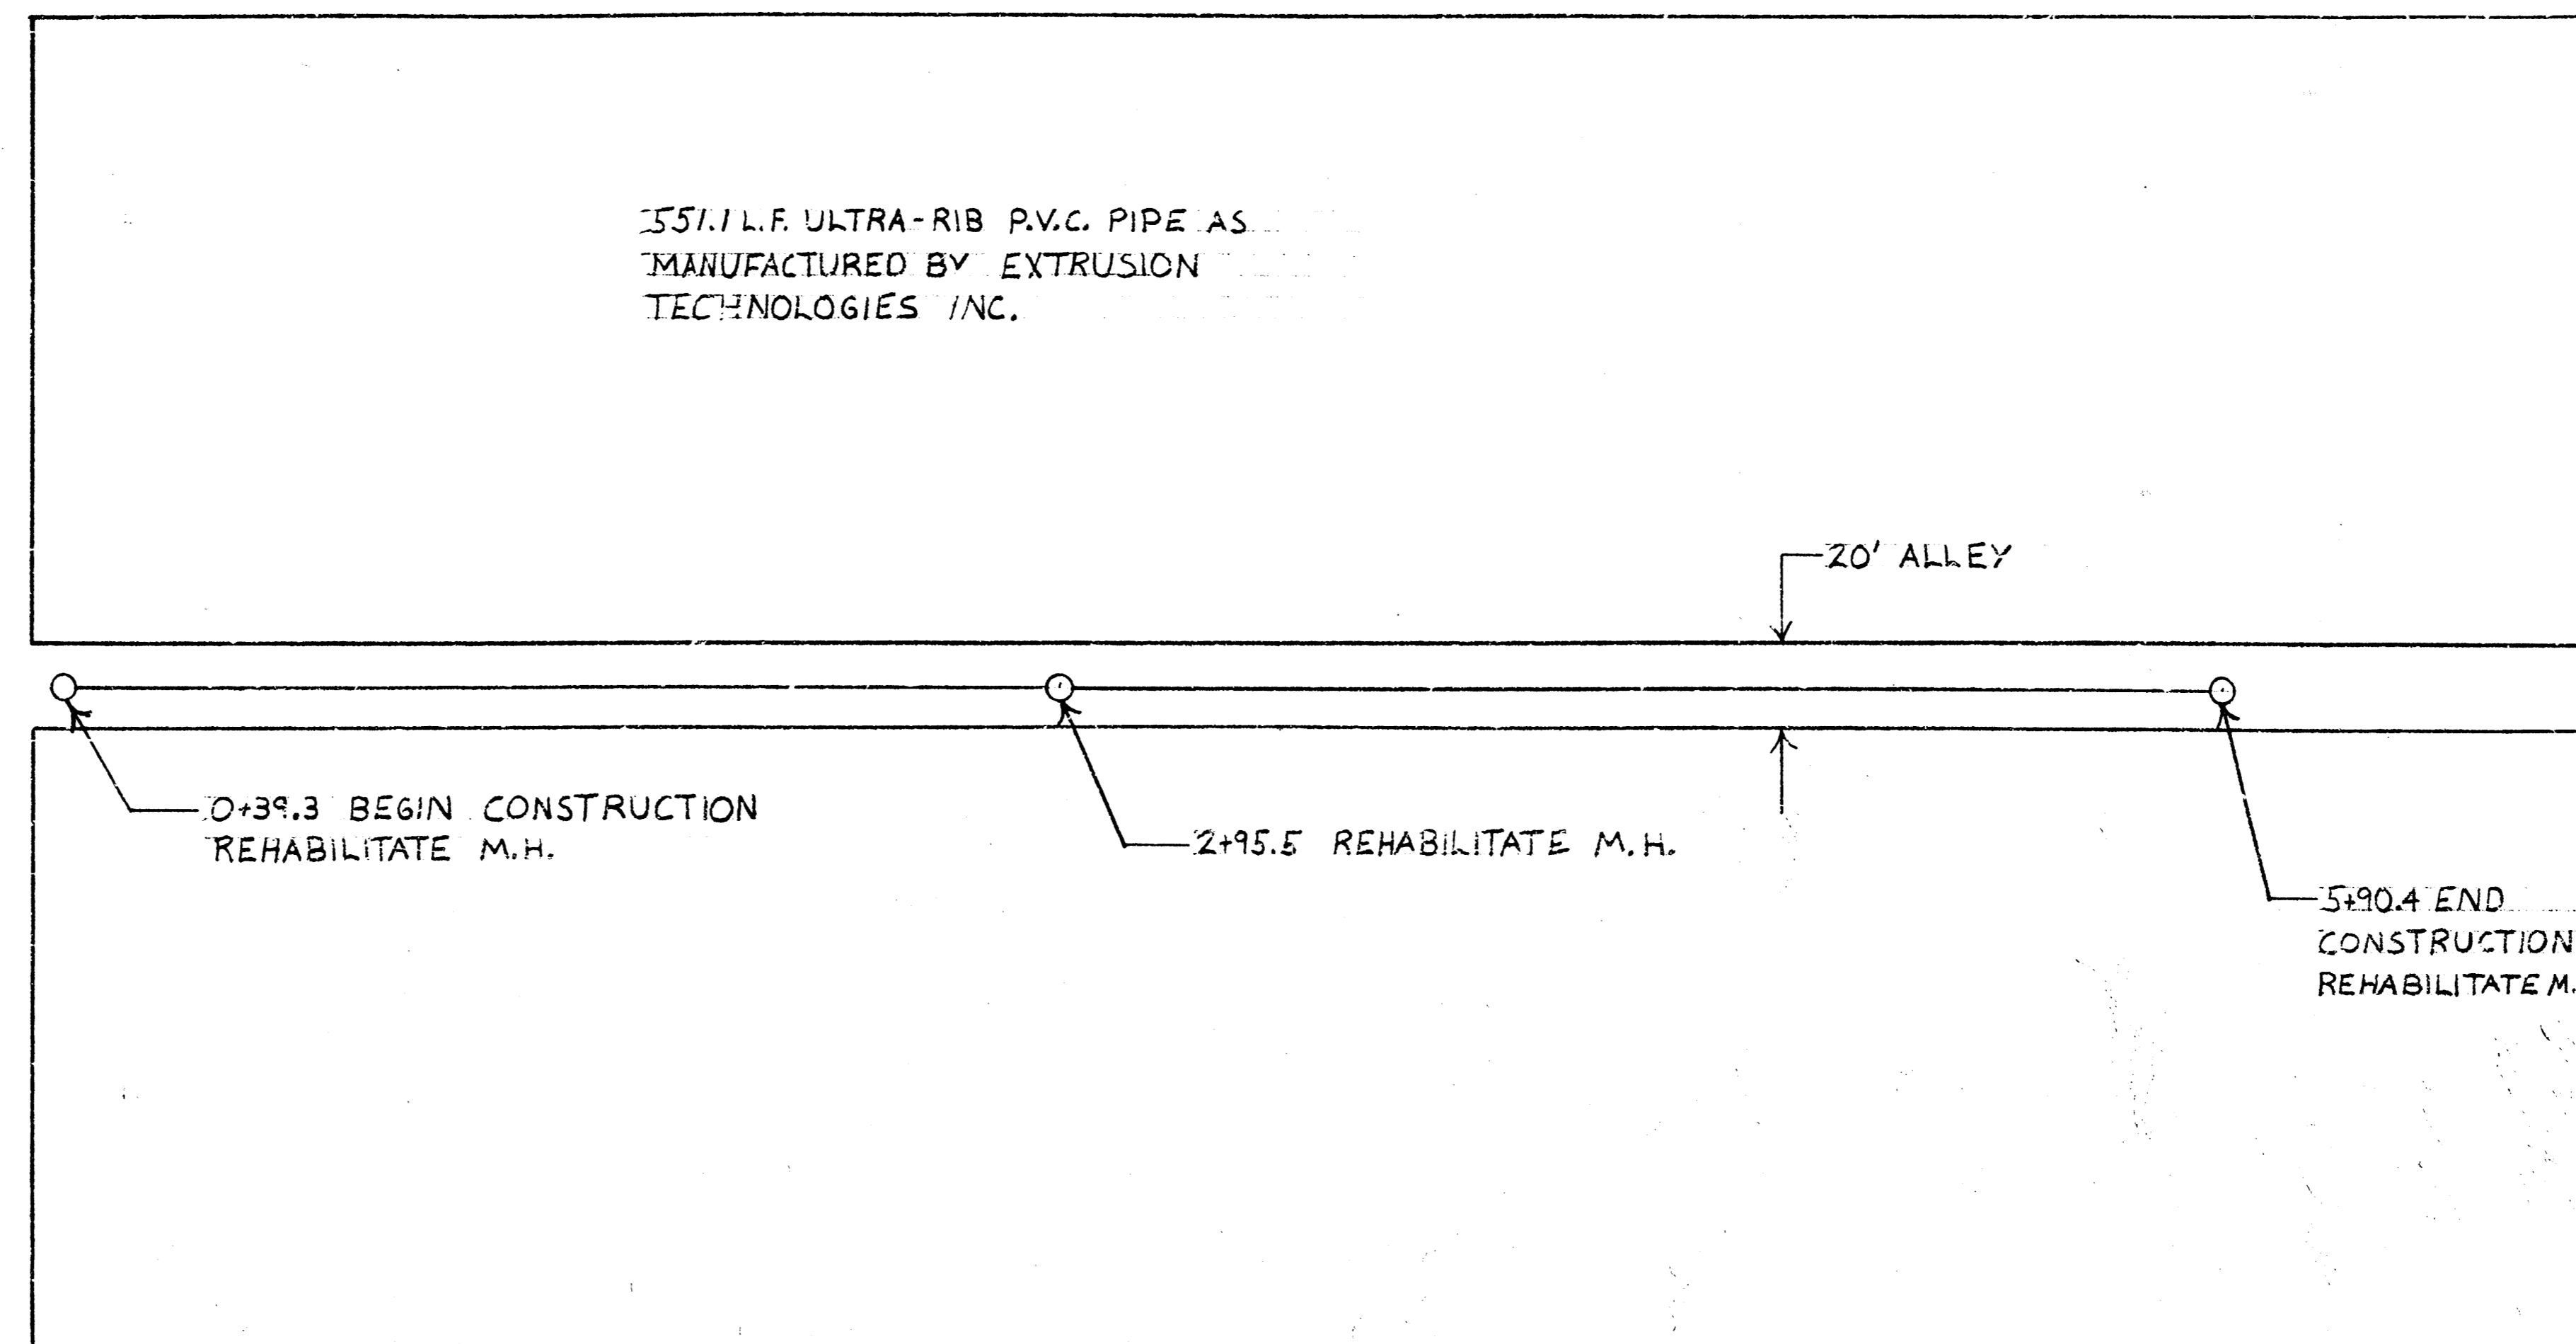 551.1 L.F. ULTRA-RIB P.V.C. PIPE AS
MANUFACTURED BY EXTRUSION
TECHNOLOGIES INC.
20' ALLEY
0+39.3 BEGIN CONSTRUCTION
REHABILITATE M.H.
2+95.5 REHABILITATE M.H.
5+90.4 END
CONSTRUCTION
REHABILITATE M.